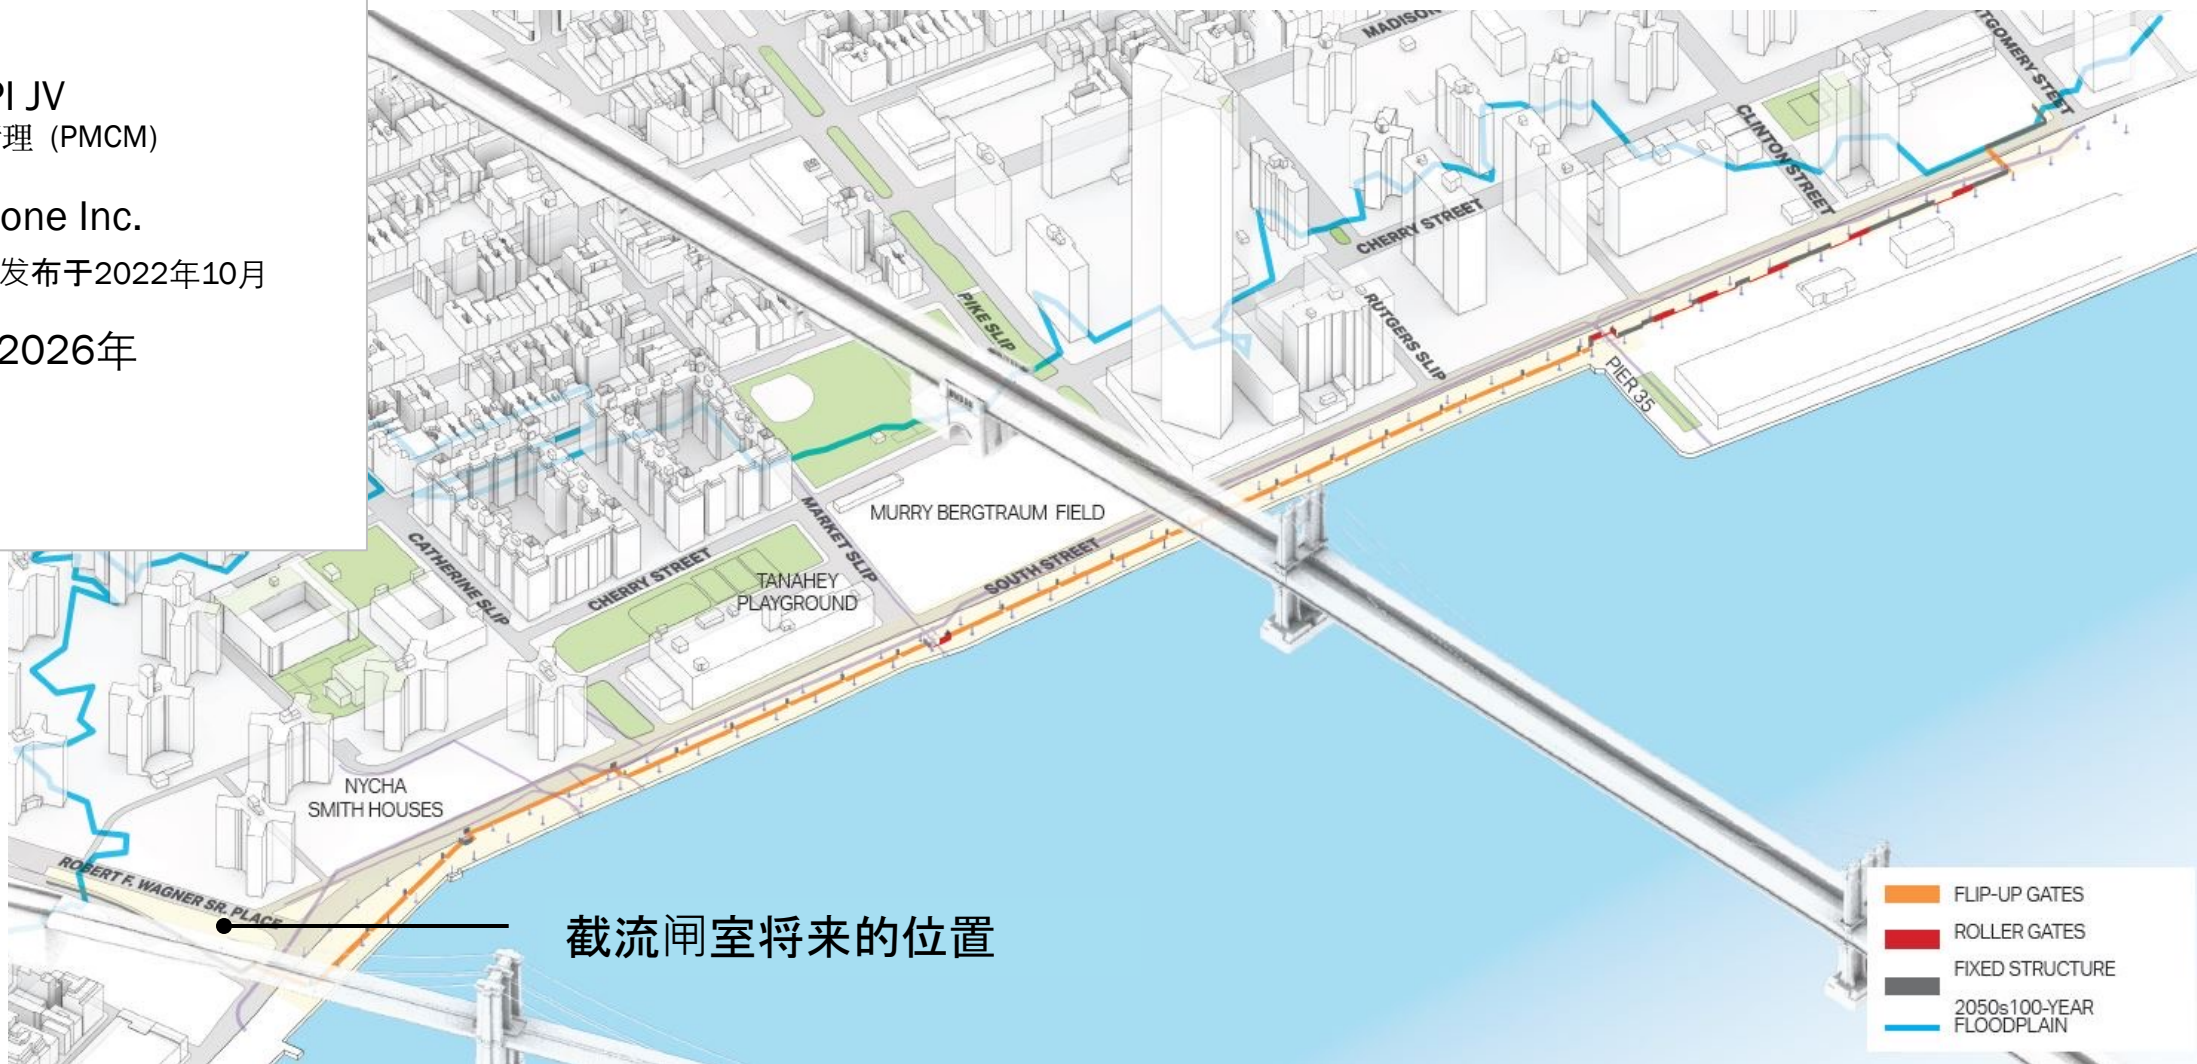 PI JV
理 (PMCM)
one Inc.
发布于2022年10月
2026年
MADISON
MONTGOMERY STEET
CLINTON STREET
CHERRY STREET
PIKE SLIP
RUTGERS SLIP
PIER 35
MURRY BERGTRAUM FIELD
MARKET SLIP
SOUTH STREET
CATHERINE SLIP
CHERRY STREET
TANAHEY
PLAYGROUND
NYCHA
SMITH HOUSES
ROBERT F. WAGNER SR. PLACE
截流闸室将来的位置
FLIP-UP GATES
ROLLER GATES
FIXED STRUCTURE
2050s100-YEAR
FLOODPLAIN